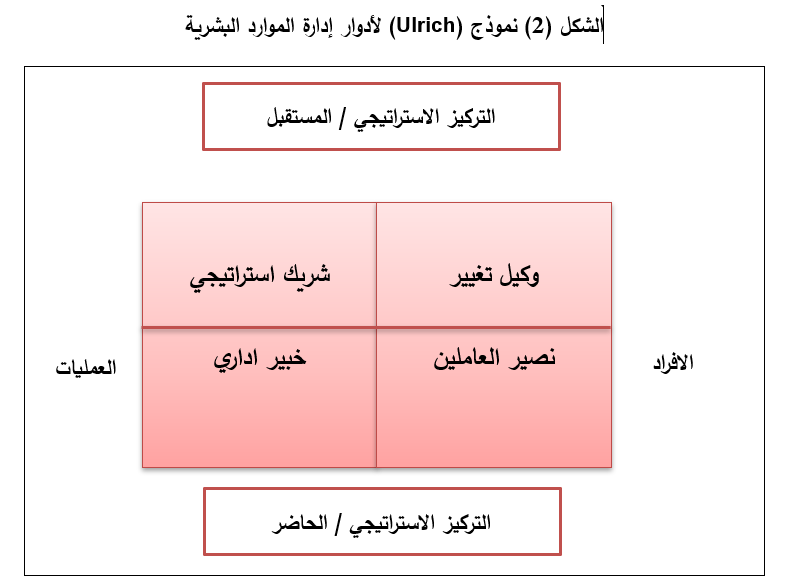 الشكل (2) نموذج (Ulrich) لأدوار إدارة الموارد البشرية
التركيز الاستراتيجي / المستقبل
وكيل تغيير
شريك استراتيجي
الافراد
نصير العاملين
خبير اداري
العمليات
التركيز الاستراتيجي / الحاضر